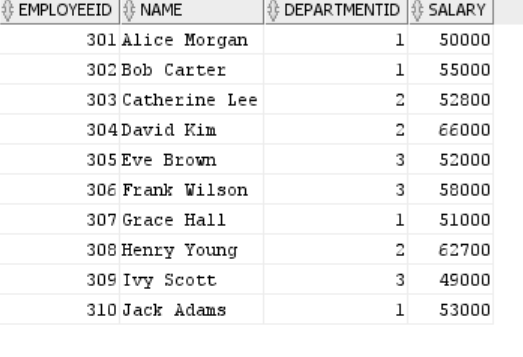 EMPLOYEEID NAME DEPARTMENTID SALARY
301 Alice Morgan 1 50000
302 Bob Carter 1 55000
303 Catherine Lee 2 52800
304 David Kim 2 66000
305 Eve Brown 3 52000
306 Frank Wilson 3 58000
307 Grace Hall 1 51000
308 Henry Young 2 62700
309 Ivy Scott 3 49000
310 Jack Adams 1 53000